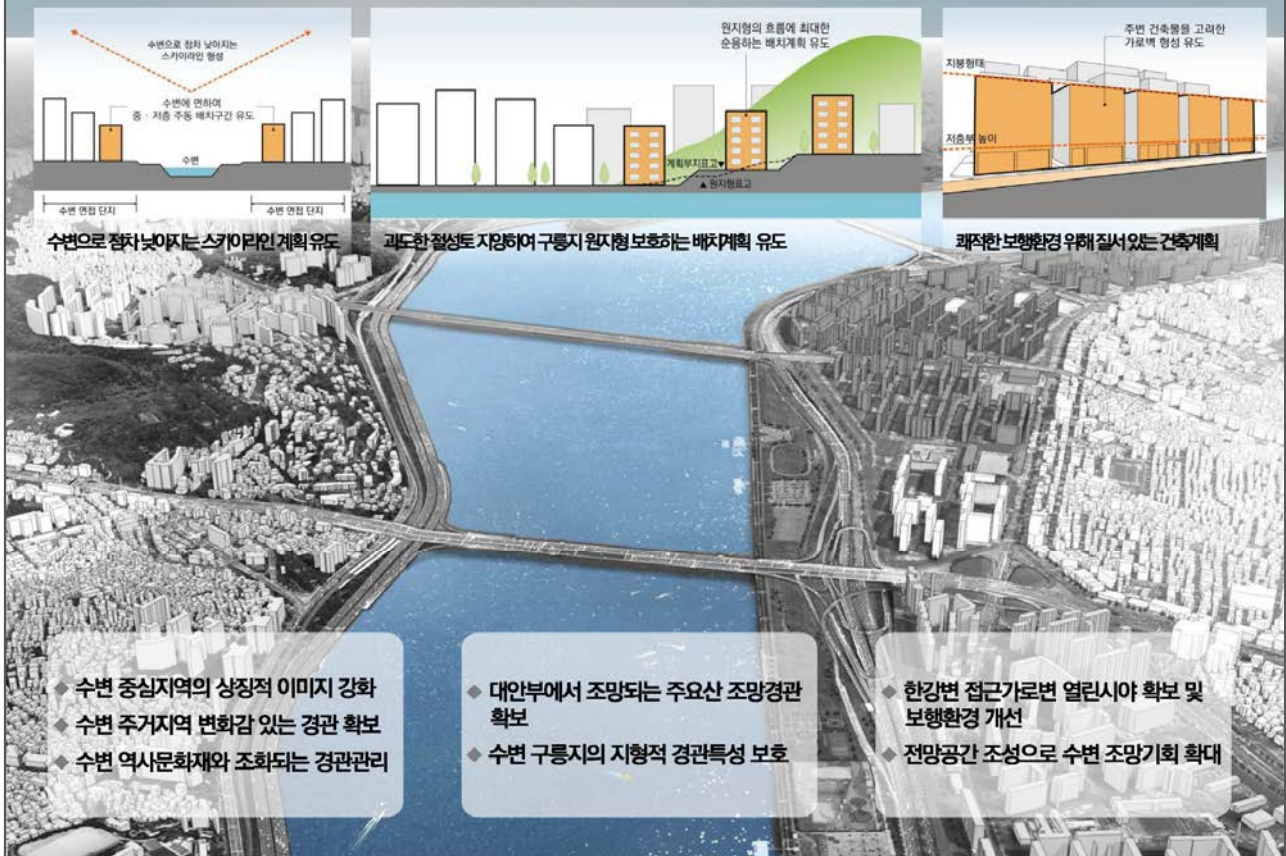 수변으로 점차 낮아지는
스카이라인 형성
수변에 면하여
중 · 저층 주동 배치구간 유도
수변
수변 연접 단지
수변 연접 단지
수변으로 점차 낮아지는 스카이라인 계획 유도
원지형의 흐름에 최대한
순응하는 배치계획 유도
계획부지표고▼
▲ 원지형표고
과도한 절성토 지양하여 구릉지 원지형 보호하는 배치계획 유도
주변 건축물을 고려한
가로벽 형성 유도
지붕형태
저층부 높이
쾌적한 보행환경 위해 질서 있는 건축계획
◆ 수변 중심지역의 상징적 이미지 강화
◆ 수변 주거지역 변화감 있는 경관 확보
◆ 수변 역사문화재와 조화되는 경관관리
◆ 대안부에서 조망되는 주요산 조망경관
확보
◆ 수변 구릉지의 지형적 경관특성 보호
◆ 한강변 접근가로변 열린시야 확보 및
보행환경 개선
◆ 전망공간 조성으로 수변 조망기회 확대